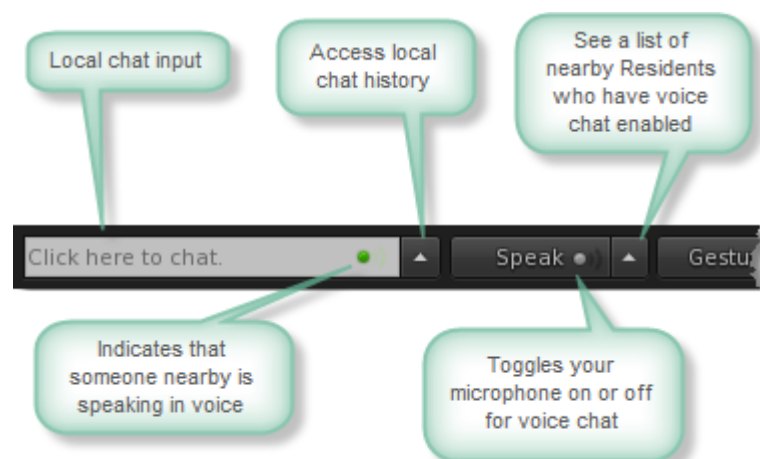 Local chat input
Access local
chat history
See a list of
nearby Residents
who have voice
chat enabled
Click here to chat.
Speak
Gestu
Indicates that
someone nearby is
speaking in voice
Toggles your
microphone on or off
for voice chat